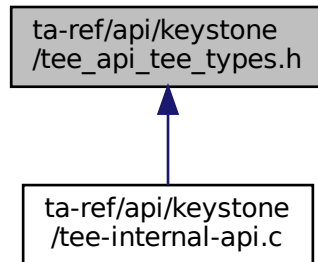 ta-ref/api/keystone
/tee_api_tee_types.h
ta-ref/api/keystone
/tee-internal-api.c